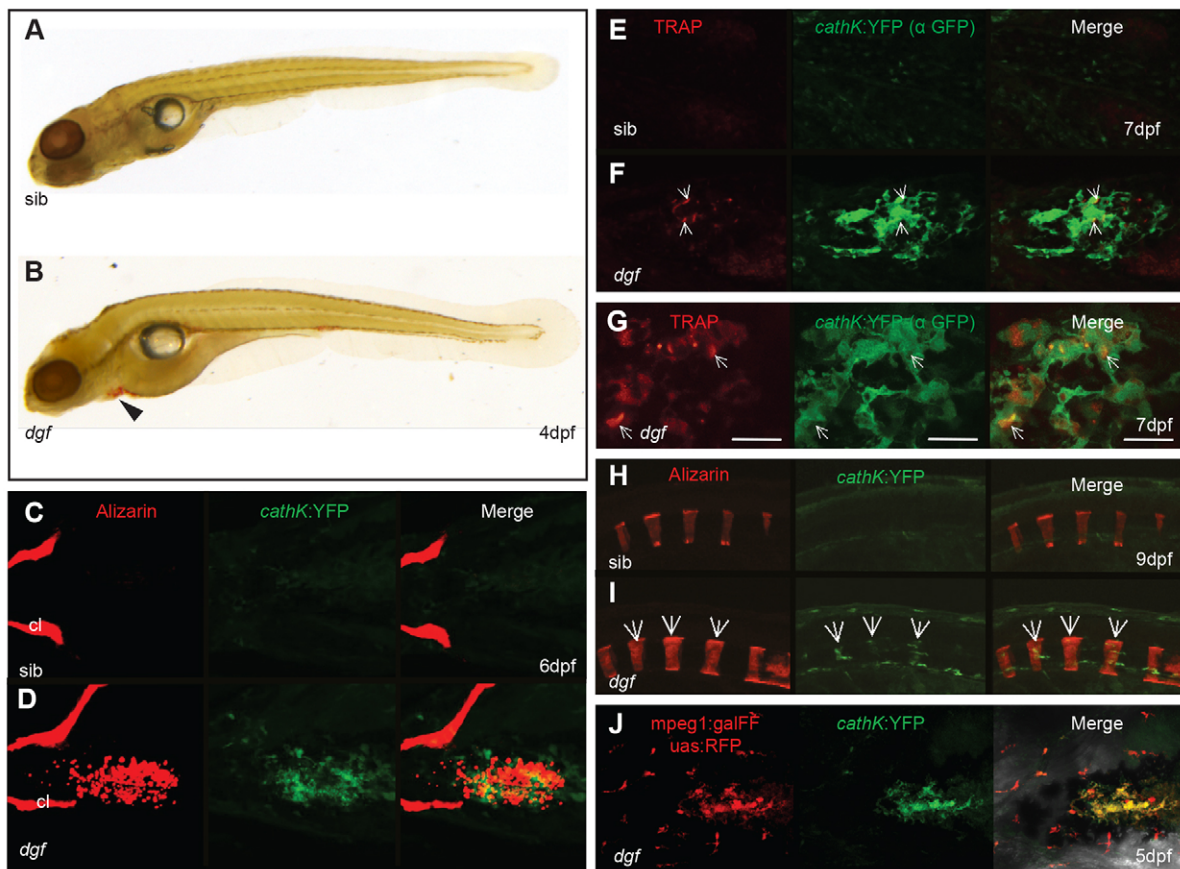 A
sib
B
dgf
4dpf
C
Alizarin
cathK:YFP
Merge
cl
sib
6dpf
D
cl
dgf
E
TRAP
cathK:YFP (α GFP)
Merge
sib
7dpf
F
dgf
G
TRAP
cathK:YFP (α GFP)
Merge
dgf
7dpf
H
Alizarin
cathK:YFP
Merge
sib
9dpf
I
dgf
J
mpeg1:galFF
uas:RFP
cathK:YFP
Merge
dgf
5dpf